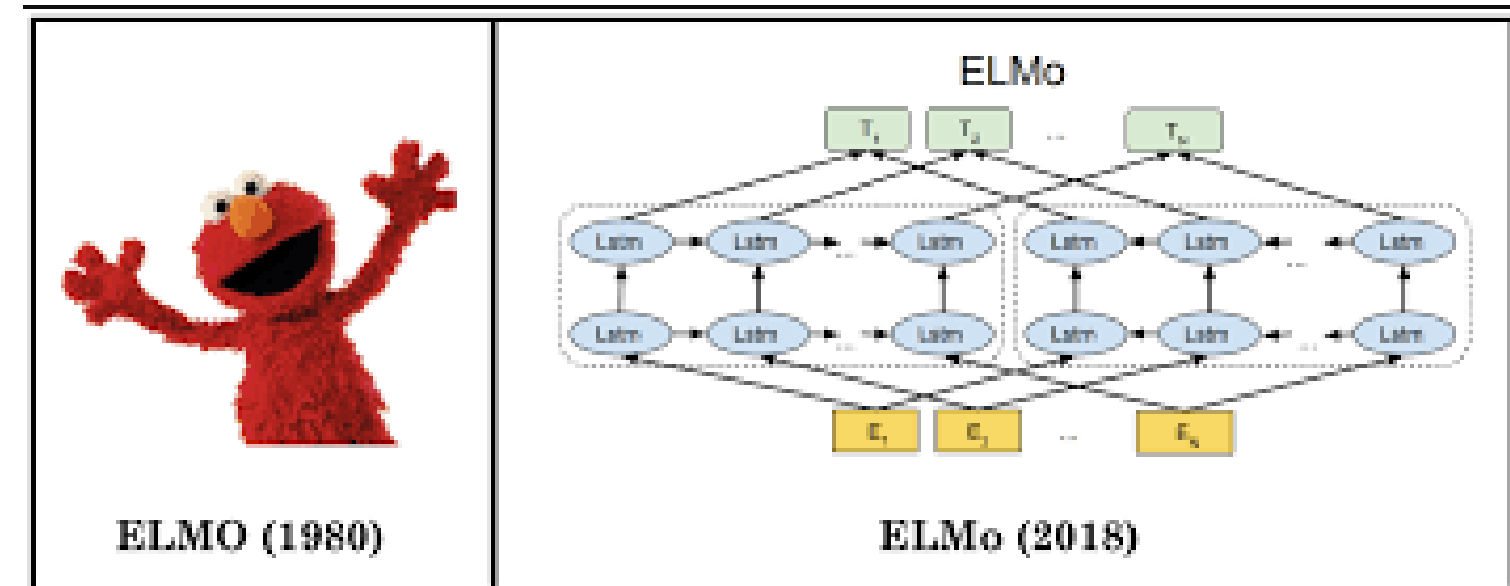 ELMo
T1 T2 ... TN
Lstm Lstm ... Lstm Lstm Lstm ... Lstm
Lstm Lstm ... Lstm Lstm Lstm ... Lstm
E1 E2 ... EN
ELMO (1980) ELMo (2018)